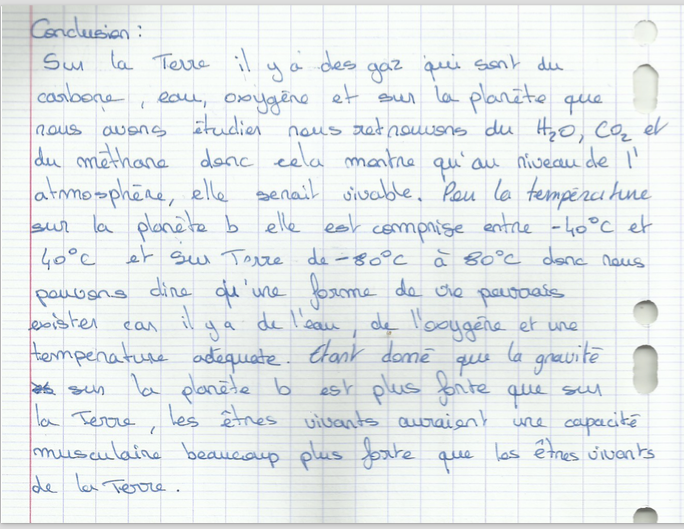 Conclusion :
Sur la Terre il y a des gaz qui sont du
carbone, eau, oxygène et sur la planète que
nous avons étudier nous retrouvons du H₂O, CO₂ et
du méthane donc cela montre qu'au niveau de l'
atmosphère, elle serait vivable. Pour la température
sur la planète b elle est comprise entre -40°C et
40°C et sur Terre de -80°C à 80°C donc nous
pouvons dire qu'une forme de vie pourrais
exister car il y a de l'eau, de l'oxygène et une
température adéquate. Étant donné que la gravité
sur la planète b est plus forte que sur
la Terre, les êtres vivants auraient une capacité
musculaire beaucoup plus forte que les êtres vivants
de la Terre.